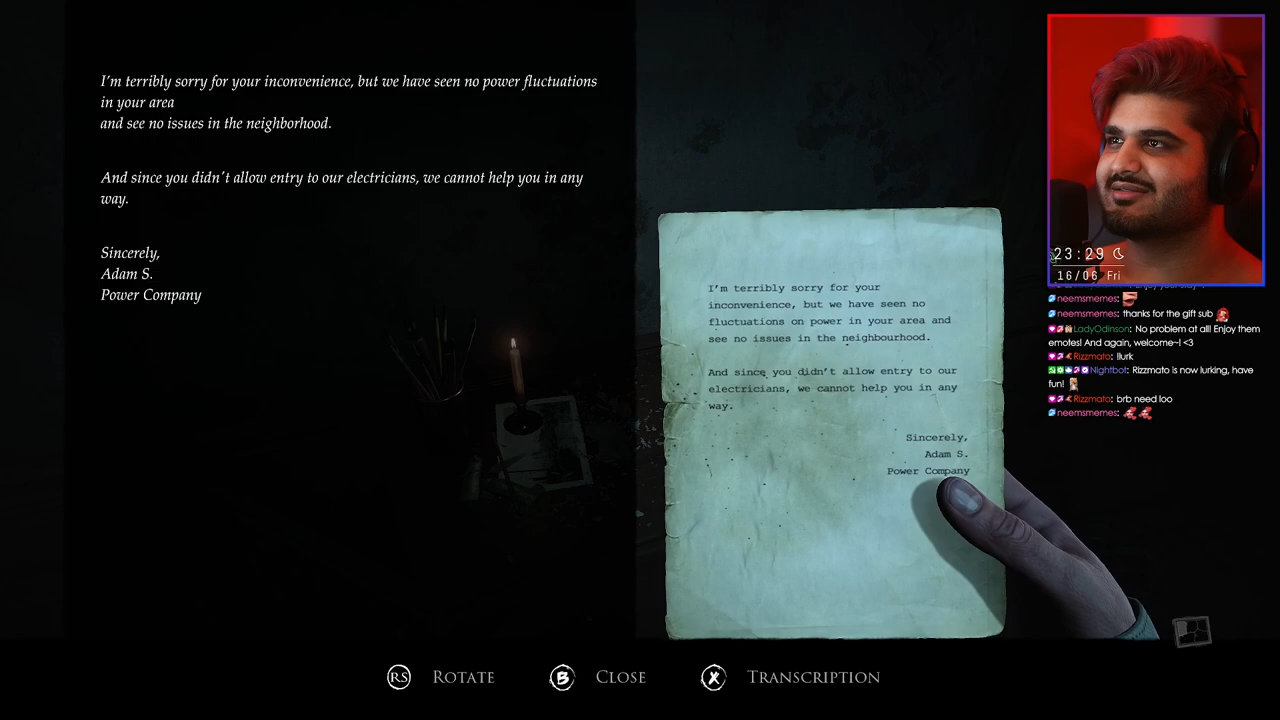 I'm terribly sorry for your inconvenience, but we have seen no power fluctuations
in your area
and see no issues in the neighborhood.
And since you didn't allow entry to our electricians, we cannot help you in any
way.
Sincerely,
Adam S.
Power Company
I'm terribly sorry for your
inconvenience, but we have seen no
fluctuations on power in your area and
see no issues in the neighbourhood.
And since you didn't allow entry to our
electricians, we cannot help you in any
way.
Sincerely,
Adam S.
Power Company
23:29
16/06 Fri
neemsmemes:
neemsmemes: thanks for the gift sub
LadyOdinson: No problem at all! Enjoy them
emotes! And again, welcome~! <3
Rizzmato: !lurk
Nightbot: Rizzmato is now lurking, have
fun!
Rizzmato: brb need loo
neemsmemes:
RS ROTATE
B CLOSE
X TRANSCRIPTION